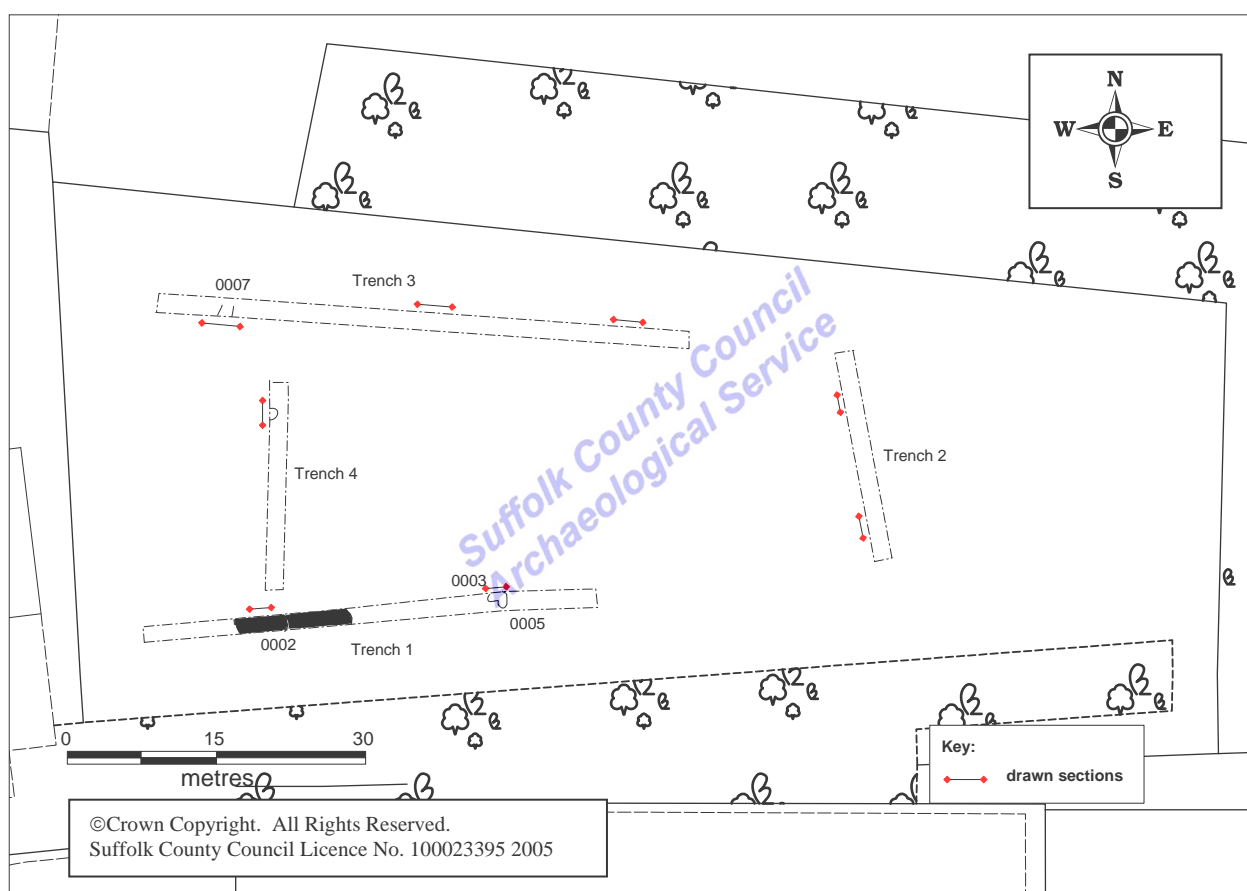 N
W E
S
0007
Trench 3
Suffolk County Council
Archaeological Service
Trench 4
Trench 2
0003
0005
0002
Trench 1
0 15 30
metres
Key:
drawn sections
©Crown Copyright. All Rights Reserved.
Suffolk County Council Licence No. 100023395 2005